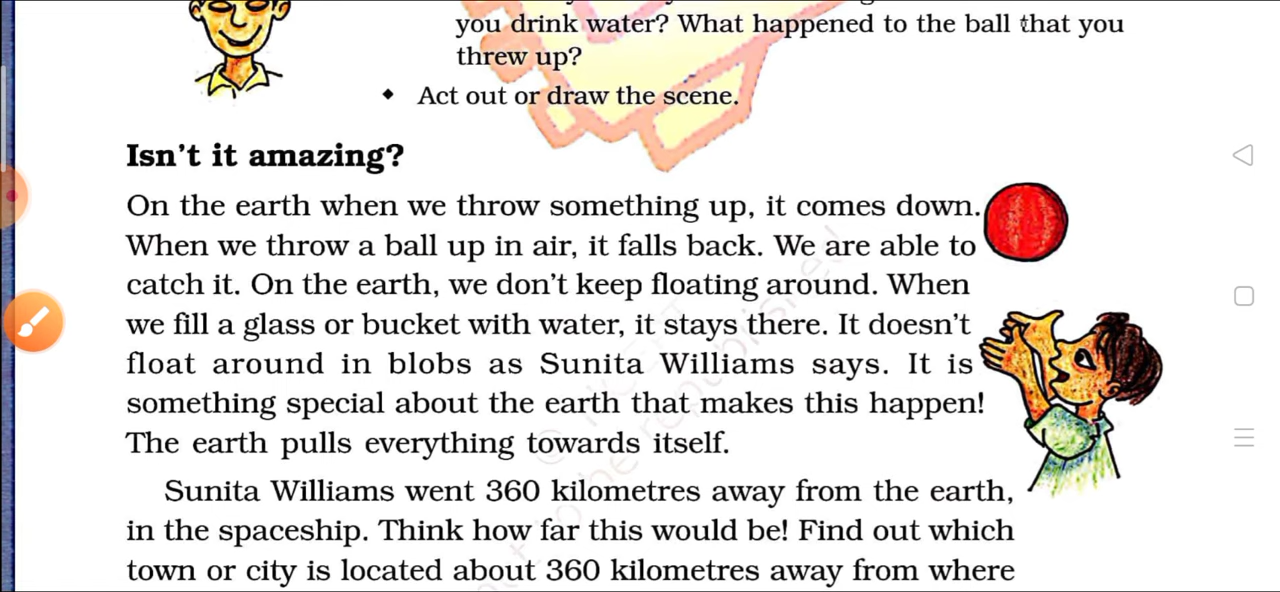 you drink water? What happened to the ball that you
threw up?
◆ Act out or draw the scene.
Isn't it amazing?
On the earth when we throw something up, it comes down.
When we throw a ball up in air, it falls back. We are able to
catch it. On the earth, we don't keep floating around. When
we fill a glass or bucket with water, it stays there. It doesn't
float around in blobs as Sunita Williams says. It is
something special about the earth that makes this happen!
The earth pulls everything towards itself.
Sunita Williams went 360 kilometres away from the earth,
in the spaceship. Think how far this would be! Find out which
town or city is located about 360 kilometres away from where